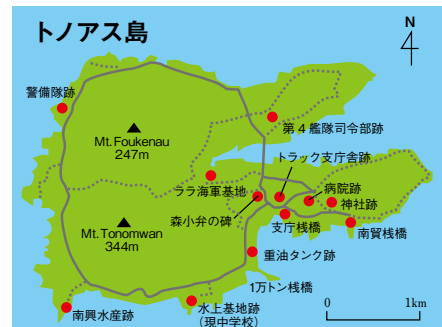 トノアス島
N
警備隊跡
Mt. Foukenau
247m
第4艦隊司令部跡
トラック支庁舎跡
ララ海軍基地
病院跡
神社跡
森小弁の碑
Mt. Tonomwan
344m
支庁桟橋
南貿桟橋
重油タンク跡
1万トン桟橋
南興水産跡
水上基地跡
(現中学校)
0 1km